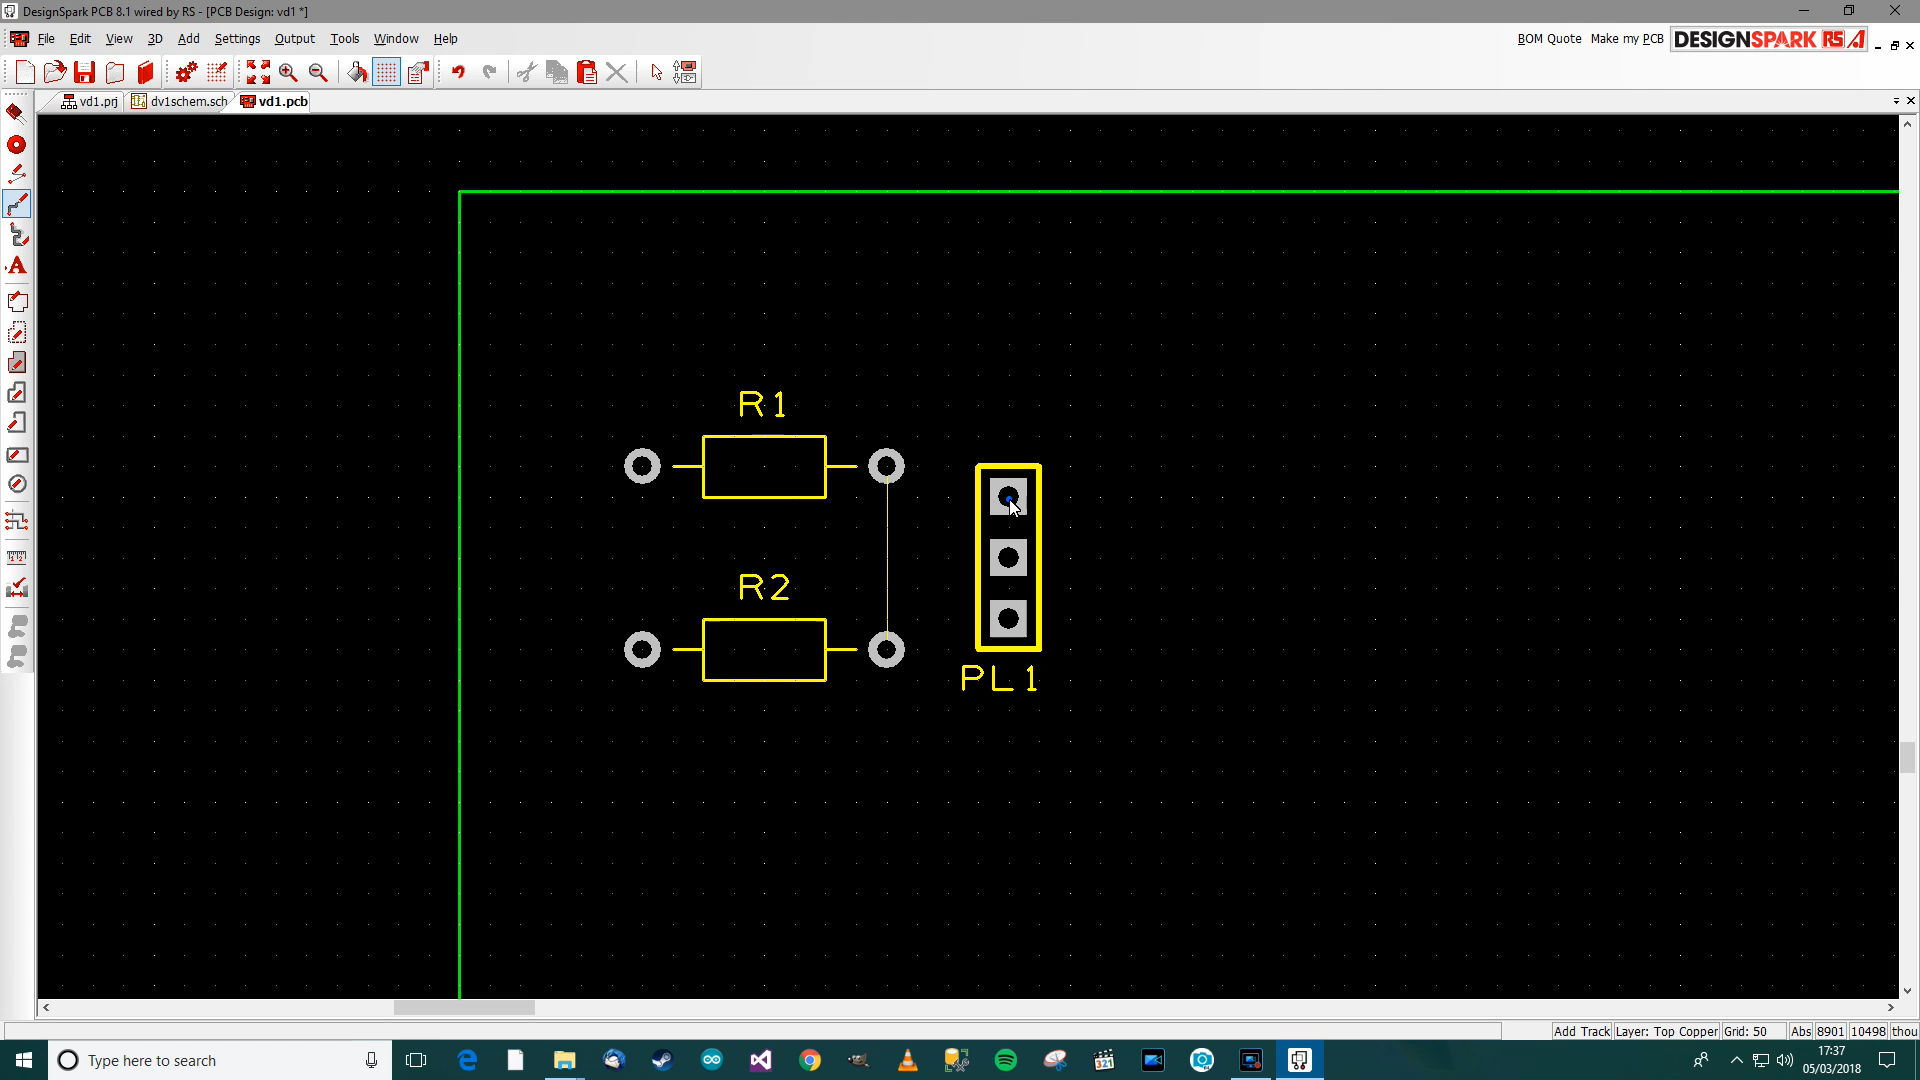 DesignSpark PCB 8.1 wired by RS - [PCB Design: vd1 *]
File Edit View 3D Add Settings Output Tools Window Help
BOM Quote Make my PCB DESIGNSPARK RS
vd1.prj dv1schem.sch vd1.pcb
R1
R2
PL1
Add Track Layer: Top Copper Grid: 50 Abs 8901 10498 thou
Type here to search
321
17:37
05/03/2018